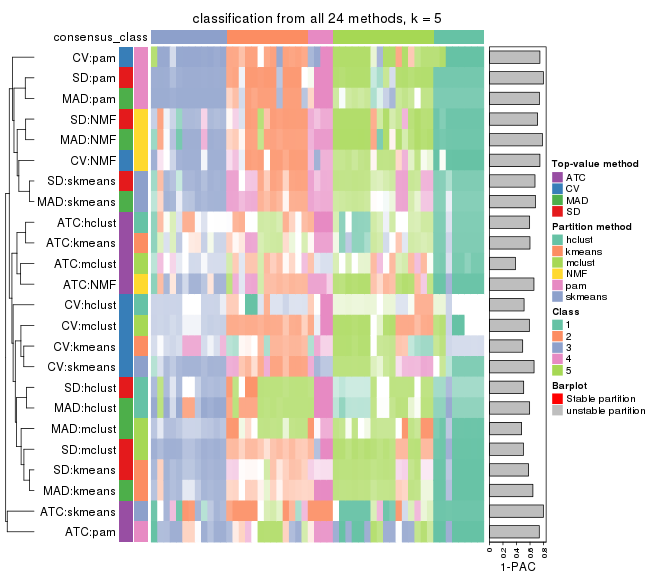 classification from all 24 methods, k = 5
consensus_class
CV:pam
SD:pam
MAD:pam
SD:NMF
MAD:NMF
CV:NMF
SD:skmeans
MAD:skmeans
ATC:hclust
ATC:kmeans
ATC:mclust
ATC:NMF
CV:hclust
CV:mclust
CV:kmeans
CV:skmeans
SD:hclust
MAD:hclust
MAD:mclust
SD:mclust
SD:kmeans
MAD:kmeans
ATC:skmeans
ATC:pam
0 0.2 0.4 0.6 0.8
1-PAC
Top-value method
ATC
CV
MAD
SD
Partition method
hclust
kmeans
mclust
NMF
pam
skmeans
Class
1
2
3
4
5
Barplot
Stable partition
unstable partition